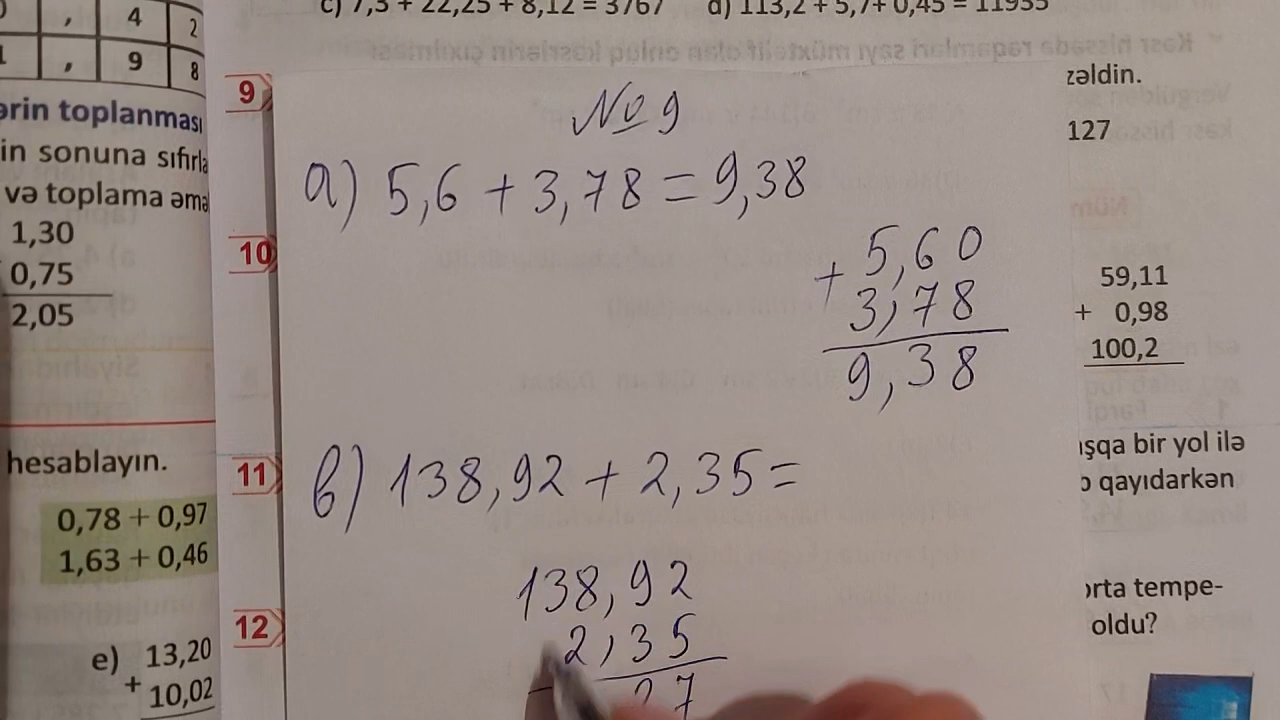 c) 7,3 + 22,25 + 8,12 = 3767 d) 113,2 + 5,7+ 0,45 = 11935
, 4 2
, 9 8
toplanması
in sonuna sıfırla
və toplama əmə
1,30
0,75
2,05
hesablayın.
0,78 + 0,97
1,63 + 0,46
e) 13,20
+ 10,02
9
10
11
12
№ 9
a) 5,6 + 3,78 = 9,38
+ 5,60
3,78
9,38
b) 138,92 + 2,35 =
138,92
2,35
27
zəldin.
127
59,11
+ 0,98
100,2
bir yol ilə
qayıdarkən
tempe-
oldu?